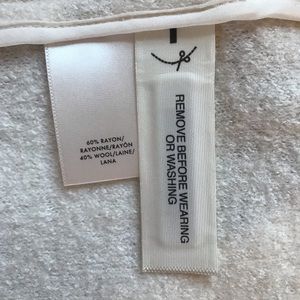 60% RAYON/
RAYONNE/RAYÓN
40% WOOL/LAINE/
LANA
REMOVE BEFORE WEARING
OR WASHING